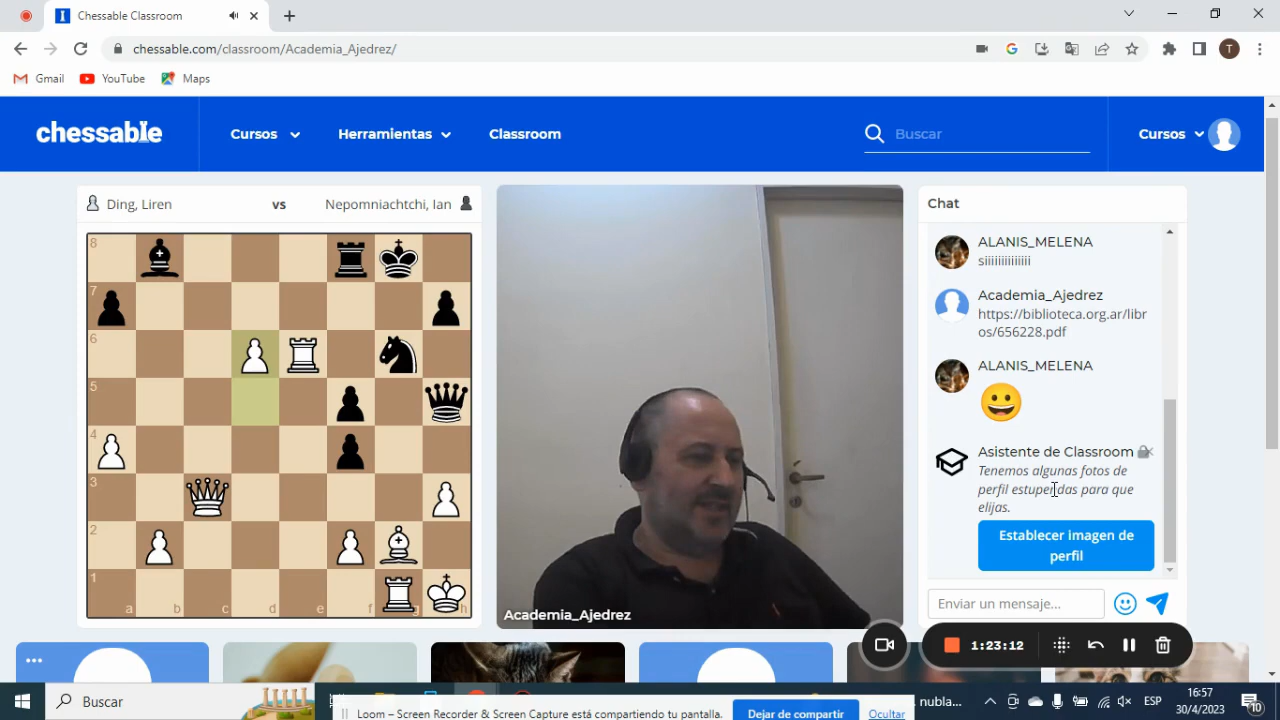 Chessable Classroom
chessable.com/classroom/Academia_Ajedrez/
T
Gmail YouTube Maps
chessable
Cursos Herramientas Classroom
Buscar
Cursos
Ding, Liren vs Nepomniachtchi, Ian
8
7
6
5
4
3
2
1
a b c d e f g h
Academia_Ajedrez
Chat
ALANIS_MELENA
siiiiiiiiiiiiii
Academia_Ajedrez
https://biblioteca.org.ar/libr
os/656228.pdf
ALANIS_MELENA
Asistente de Classroom
Tenemos algunas fotos de
perfil estupendas para que
elijas.
Establecer imagen de
perfil
Enviar un mensaje...
1:23:12
Buscar
Loom – Screen Recorder & Screen Capture está compartiendo tu pantalla.
Dejar de compartir
Ocultar
ESP
16:57
30/4/2023
10